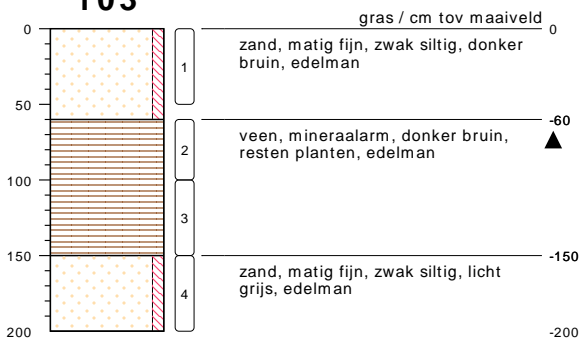 103
gras / cm tov maaiveld
0
0
zand, matig fijn, zwak siltig, donker
bruin, edelman
1
50
-60
veen, mineraalarm, donker bruin,
resten planten, edelman
2
100
3
150
-150
zand, matig fijn, zwak siltig, licht
grijs, edelman
4
200
-200